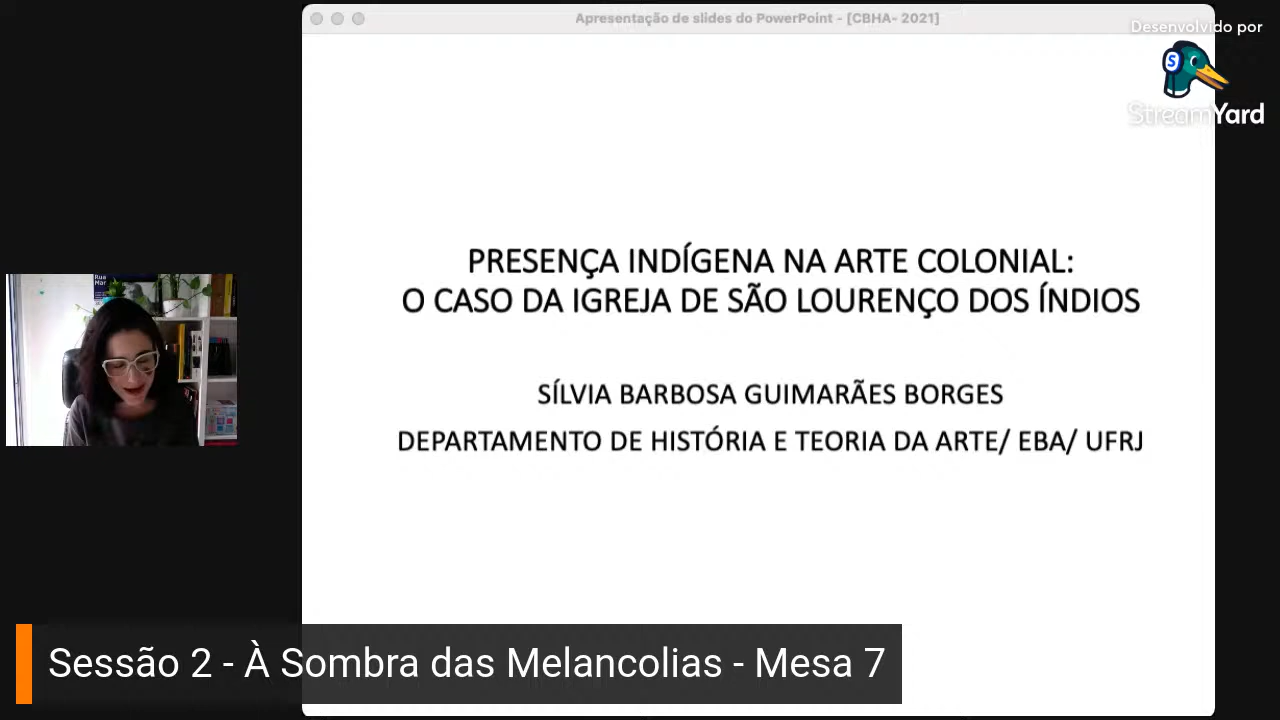 Apresentação de slides do PowerPoint - [CBHA- 2021]
Desenvolvido por
S
StreamYard
PRESENÇA INDÍGENA NA ARTE COLONIAL:
O CASO DA IGREJA DE SÃO LOURENÇO DOS ÍNDIOS
SÍLVIA BARBOSA GUIMARÃES BORGES
DEPARTAMENTO DE HISTÓRIA E TEORIA DA ARTE/ EBA/ UFRJ
Rua
Mar
Sessão 2 - À Sombra das Melancolias - Mesa 7